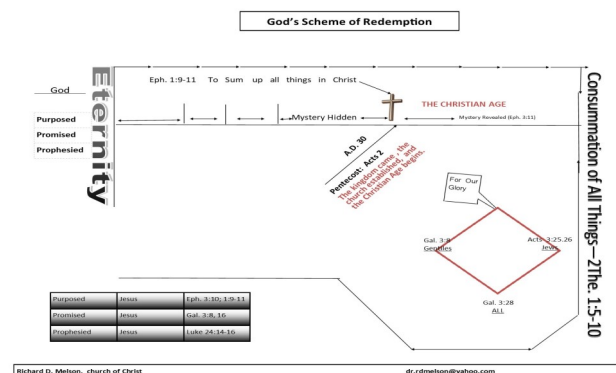 God's Scheme of Redemption
Eph. 1:9-11 To Sum up all things in Christ
God
Eternity
Purposed
Promised
Prophesied
THE CHRISTIAN AGE
Mystery Hidden
Mystery Revealed (Eph. 3:11)
A.D. 30
Pentecost: Acts 2
The kingdom came, the
church established, and
the Christian Age begins.
For Our
Glory
Gal. 3:8
Gentiles
Acts 3:25.26
Jews
Gal. 3:28
ALL
Consummation of All Things—2The. 1:5-10
Purposed Jesus Eph. 3:10; 1:9-11
Promised Jesus Gal. 3:8, 16
Prophesied Jesus Luke 24:14-16
Richard D. Melson, church of Christ dr.rdmelson@yahoo.com